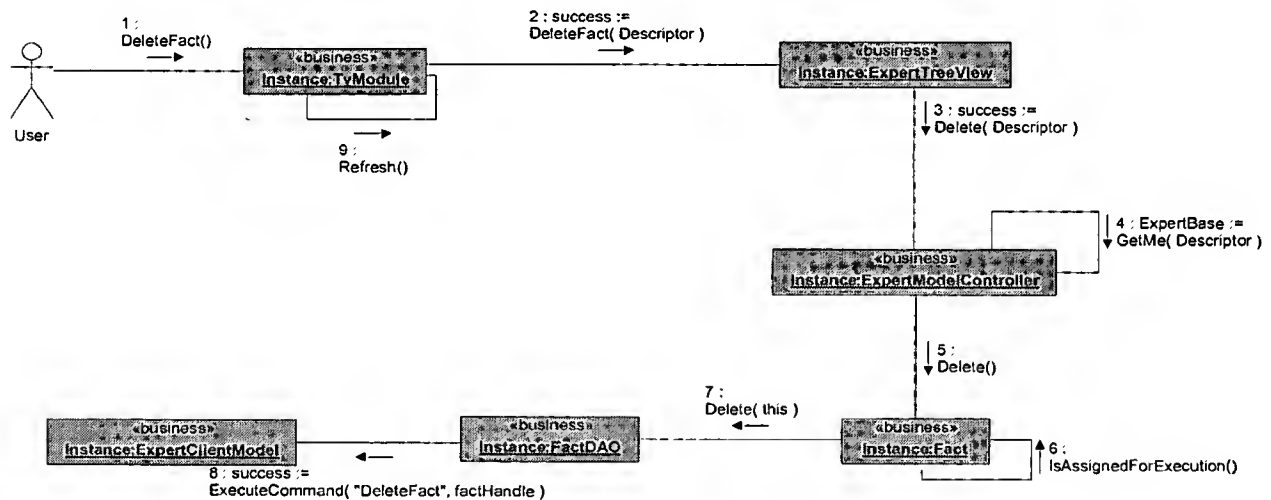 1 :
DeleteFact()
2 : success :=
DeleteFact( Descriptor )
«business»
Instance:TvModule
«business»
Instance:ExpertTreeView
User
9 :
Refresh()
3 : success :=
Delete( Descriptor )
4 : ExpertBase :=
GetMe( Descriptor )
«business»
Instance:ExpertModelController
5 :
Delete()
7 :
Delete( this )
«business»
Instance:ExpertClientModel
«business»
Instance:FactDAO
«business»
Instance:Fact
6 :
IsAssignedForExecution()
8 : success :=
ExecuteCommand( "DeleteFact", factHandle )